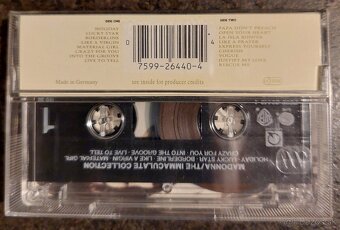 SIDE ONE
HOLIDAY
LUCKY STAR
BORDERLINE
LIKE A VIRGIN
MATERIAL GIRL
CRAZY FOR YOU
INTO THE GROOVE
LIVE TO TELL
SIDE TWO
PAPA DON'T PREACH
OPEN YOUR HEART
LA ISLA BONITA
LIKE A PRAYER
EXPRESS YOURSELF
CHERISH
VOGUE
JUSTIFY MY LOVE
RESCUE ME
0
7599-26440-4
Made in Germany
see inside for producer credits
1
MADONNA/THE IMMACULATE COLLECTION
HOLIDAY · LUCKY STAR · BORDERLINE · LIKE A VIRGIN · MATERIAL GIRL
CRAZY FOR YOU · INTO THE GROOVE · LIVE TO TELL